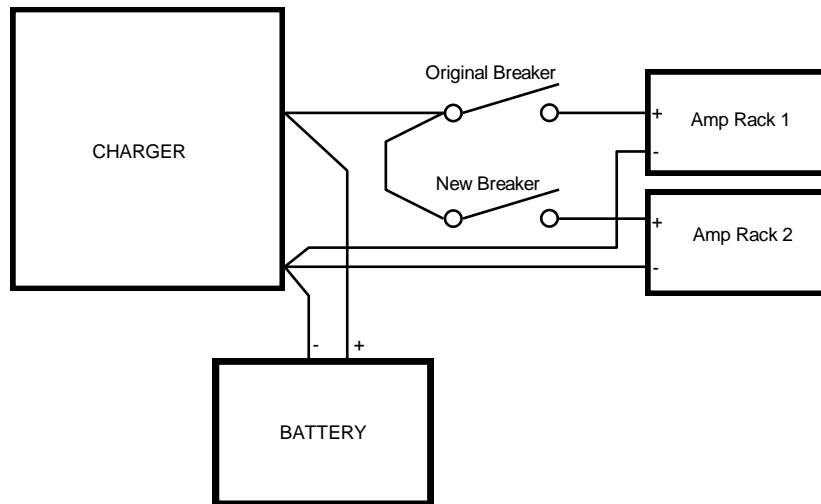 Original Breaker
CHARGER
+ Amp Rack 1
-
New Breaker
+ Amp Rack 2
-
- +
BATTERY